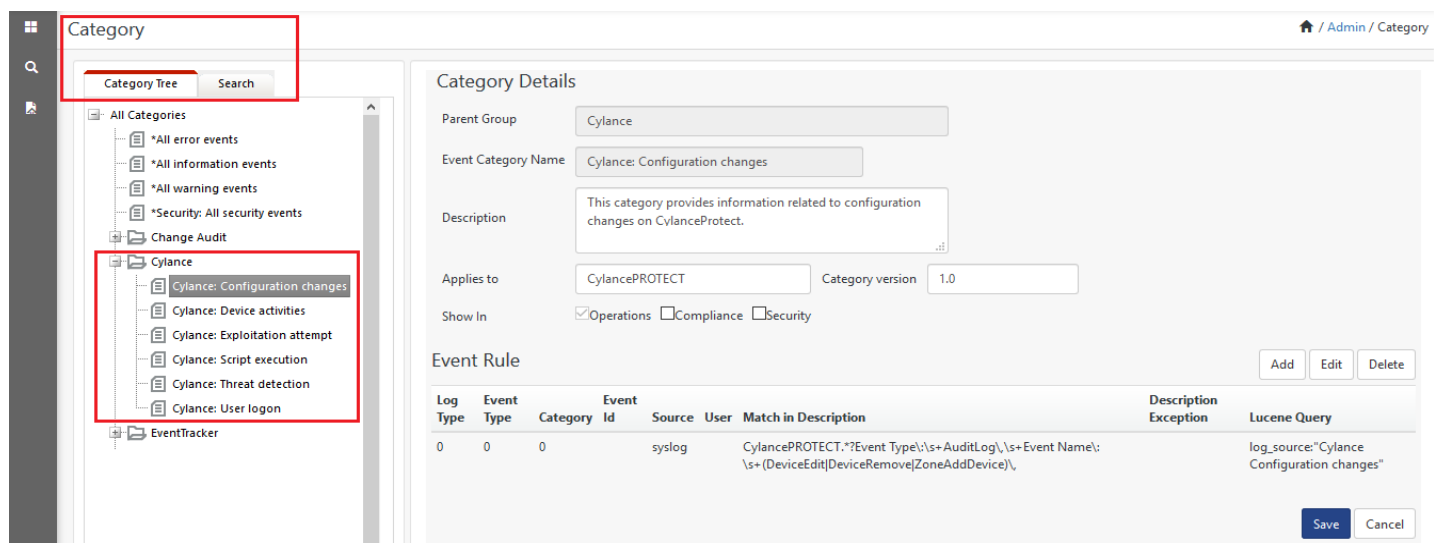 Category
/ Admin / Category
Category Tree
Search
All Categories
*All error events
*All information events
*All warning events
*Security: All security events
Change Audit
Cylance
Cylance: Configuration changes
Cylance: Device activities
Cylance: Exploitation attempt
Cylance: Script execution
Cylance: Threat detection
Cylance: User logon
EventTracker
Category Details
Parent Group
Cylance
Event Category Name
Cylance: Configuration changes
Description
This category provides information related to configuration
changes on CylanceProtect.
Applies to
CylancePROTECT
Category version
1.0
Show In
Operations
Compliance
Security
Event Rule
Add
Edit
Delete
Log Type
Event Type
Category
Event Id
Source
User
Match in Description
Description Exception
Lucene Query
0
0
0
syslog
CylancePROTECT.*?Event Type\:\s+AuditLog\,\s+Event Name\:
\s+(DeviceEdit|DeviceRemove|ZoneAddDevice)\,
log_source:"Cylance
Configuration changes"
Save
Cancel